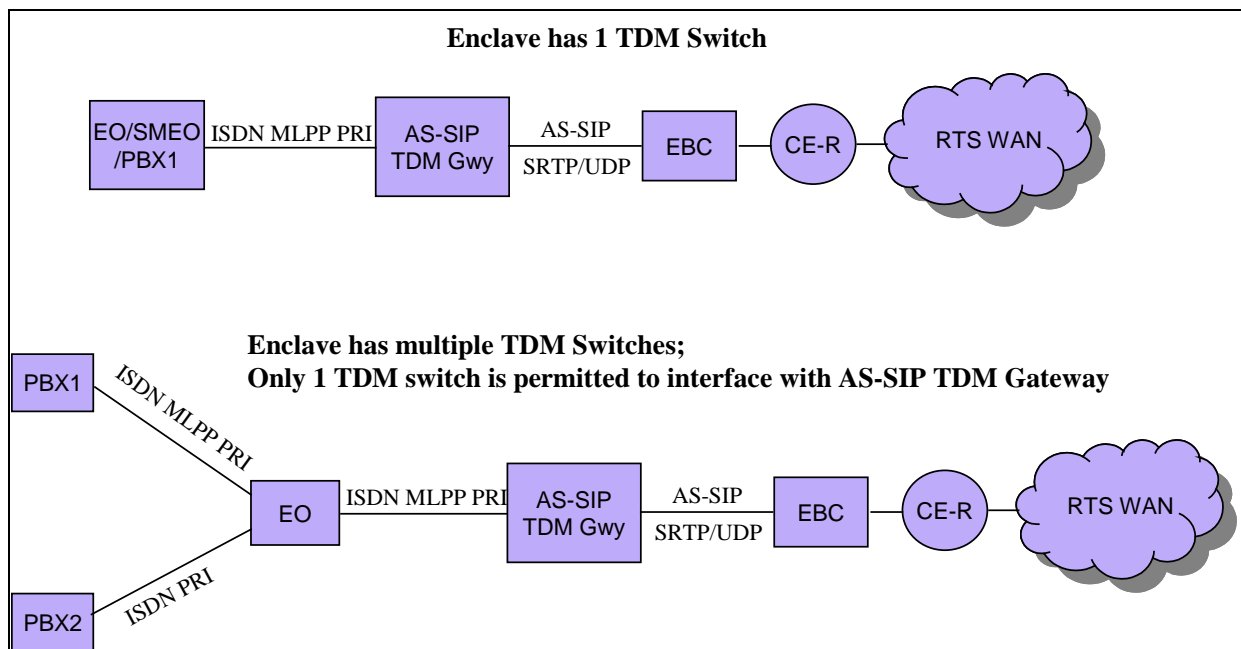 Enclave has 1 TDM Switch
EO/SMEO
/PBX1
ISDN MLPP PRI
AS-SIP
TDM Gwy
AS-SIP
SRTP/UDP
EBC
CE-R
RTS WAN
Enclave has multiple TDM Switches;
Only 1 TDM switch is permitted to interface with AS-SIP TDM Gateway
PBX1
ISDN MLPP PRI
PBX2
ISDN PRI
EO
ISDN MLPP PRI
AS-SIP
TDM Gwy
AS-SIP
SRTP/UDP
EBC
CE-R
RTS WAN